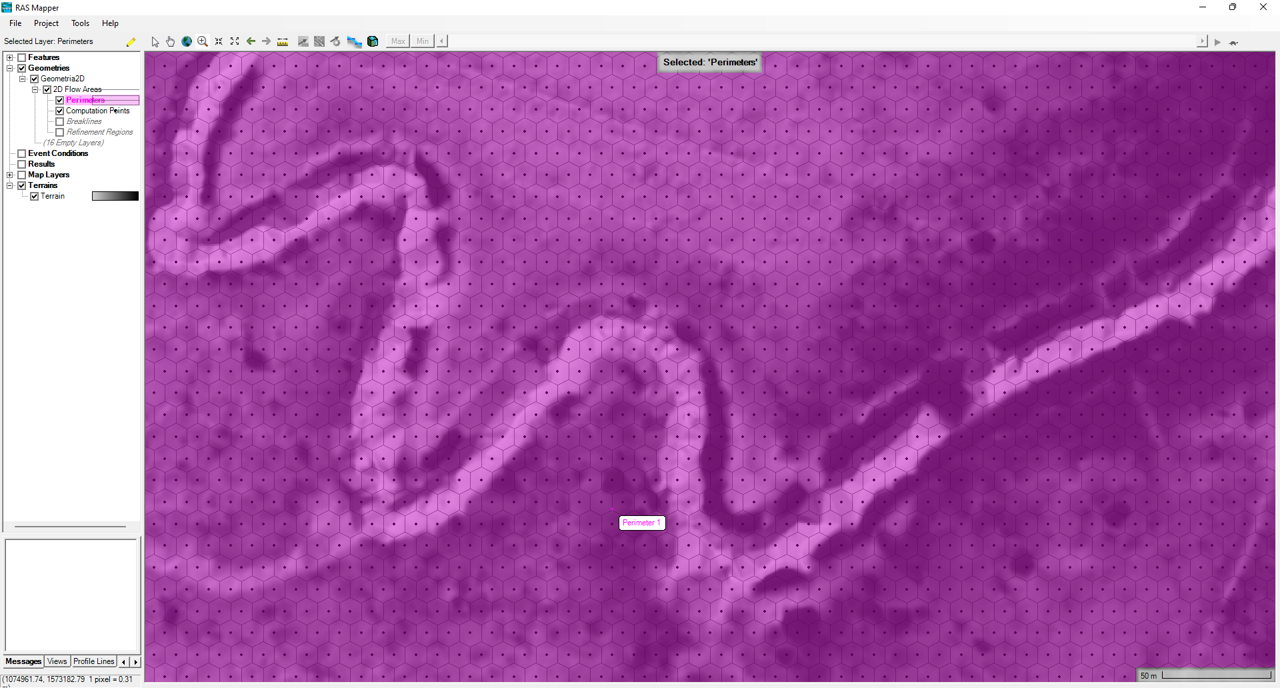 RAS Mapper
File Project Tools Help
Selected Layer: Perimeters
Max Min
Selected: 'Perimeters'
Features
Geometries
Geometria2D
2D Flow Areas
Perimeters
Computation Points
Breaklines
Refinement Regions
(16 Empty Layers)
Event Conditions
Results
Map Layers
Terrains
Terrain
Perimeter 1
Messages Views Profile Lines
(1074961.74, 1573182.79 1 pixel = 0.31
50 m